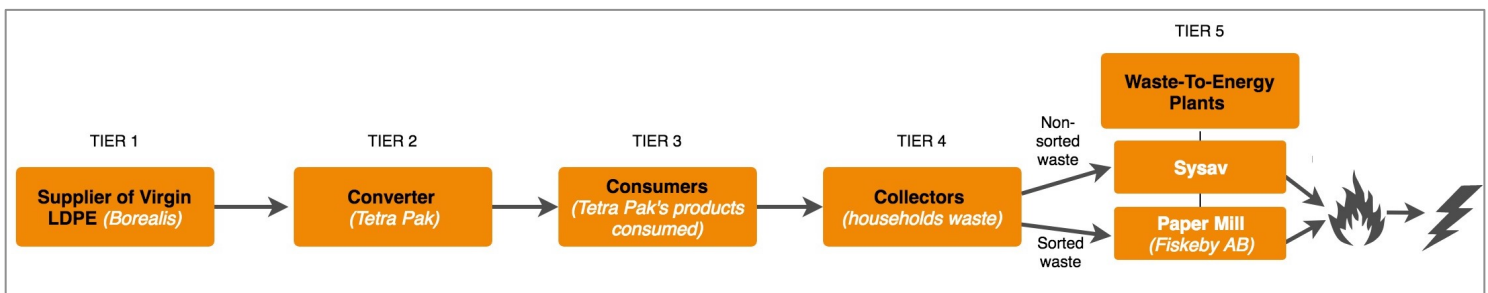 TIER 1
Supplier of Virgin
LDPE (Borealis)
TIER 2
Converter
(Tetra Pak)
TIER 3
Consumers
(Tetra Pak's products
consumed)
TIER 4
Collectors
(households waste)
Non-
sorted
waste
Sorted
waste
TIER 5
Waste-To-Energy
Plants
Sysav
Paper Mill
(Fiskeby AB)